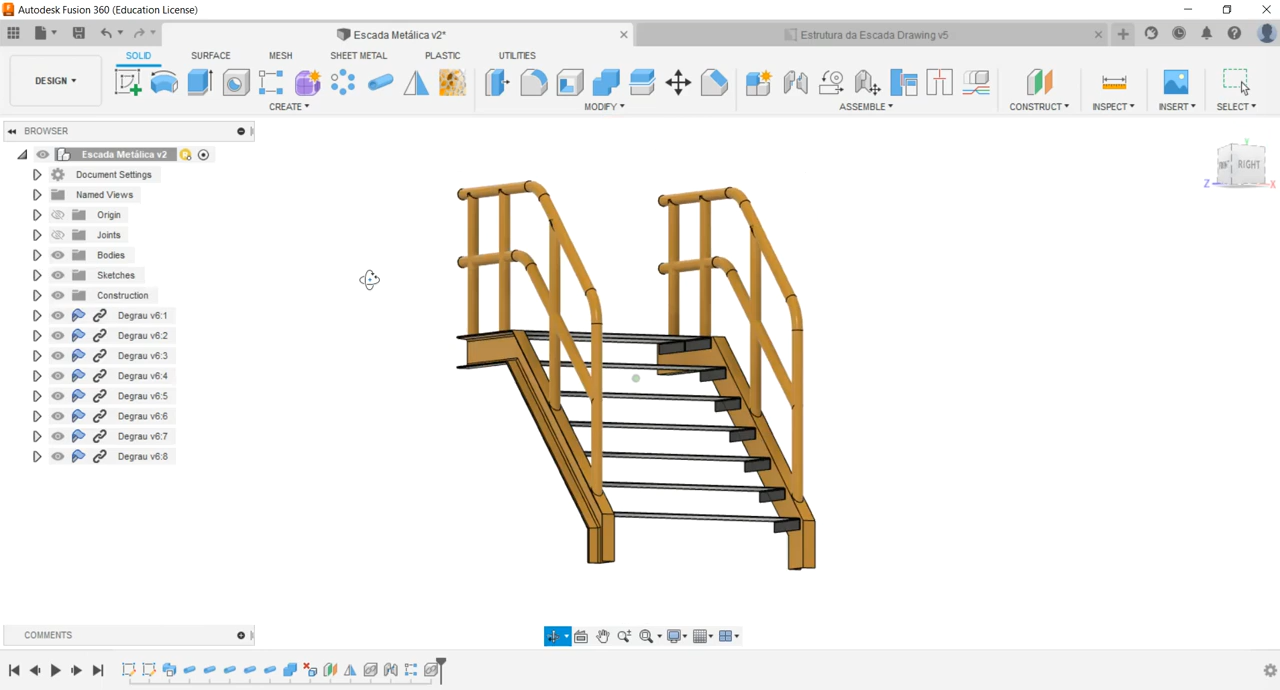 Autodesk Fusion 360 (Education License)
Escada Metálica v2*
Estrutura da Escada Drawing v5
SOLID SURFACE MESH SHEET METAL PLASTIC UTILITIES
DESIGN
CREATE MODIFY ASSEMBLE CONSTRUCT INSPECT INSERT SELECT
BROWSER
Escada Metálica v2
Document Settings
Named Views
Origin
Joints
Bodies
Sketches
Construction
Degrau v6:1
Degrau v6:2
Degrau v6:3
Degrau v6:4
Degrau v6:5
Degrau v6:6
Degrau v6:7
Degrau v6:8
Y
RIGHT
Z
X
COMMENTS